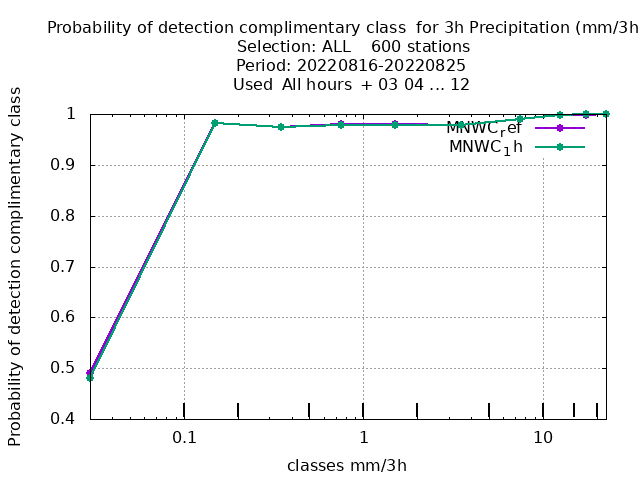 Probability of detection complimentary class  for 3h Precipitation (mm/3h
Selection: ALL    600 stations
Period: 20220816-20220825
Used  All hours  + 03 04 ... 12
Probability of detection complimentary class
1
0.9
0.8
0.7
0.6
0.5
0.4
MNWCref
MNWC1h
0.1
1
10
classes mm/3h